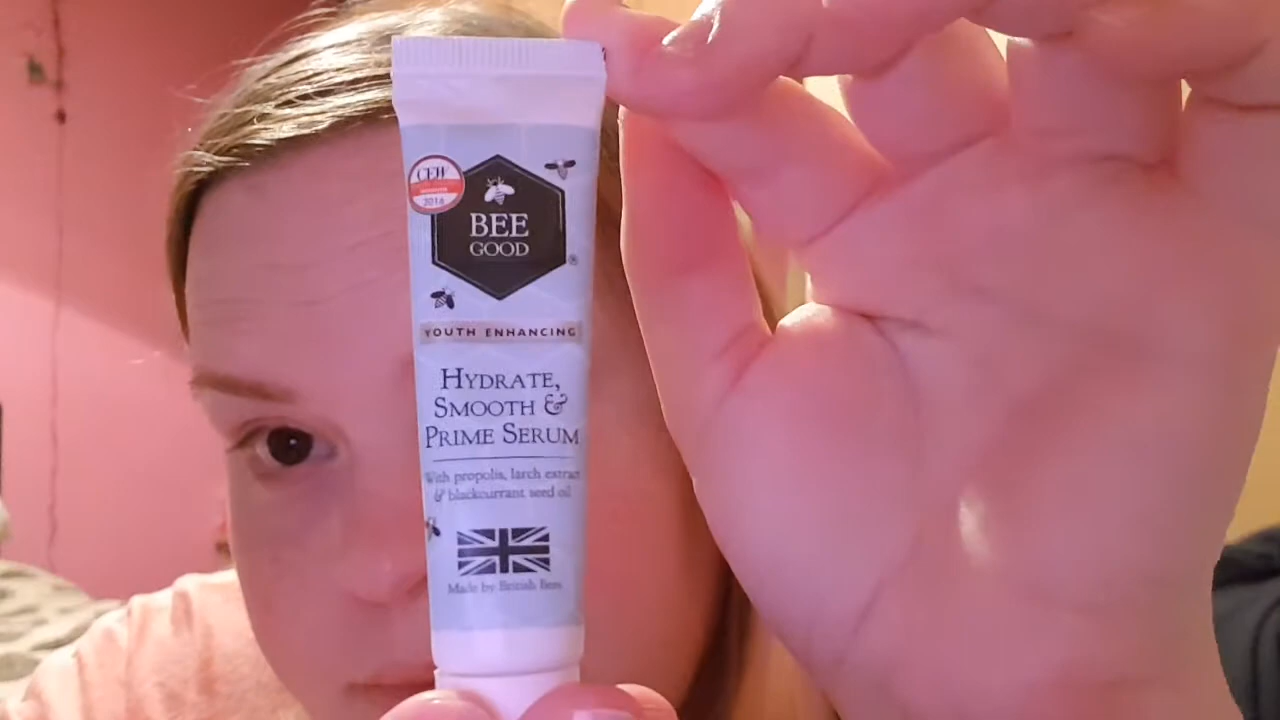 CEW
2016
BEE
GOOD
®
YOUTH ENHANCING
HYDRATE,
SMOOTH &
PRIME SERUM
With propolis, larch extract
& blackcurrant seed oil
Made by British Bees